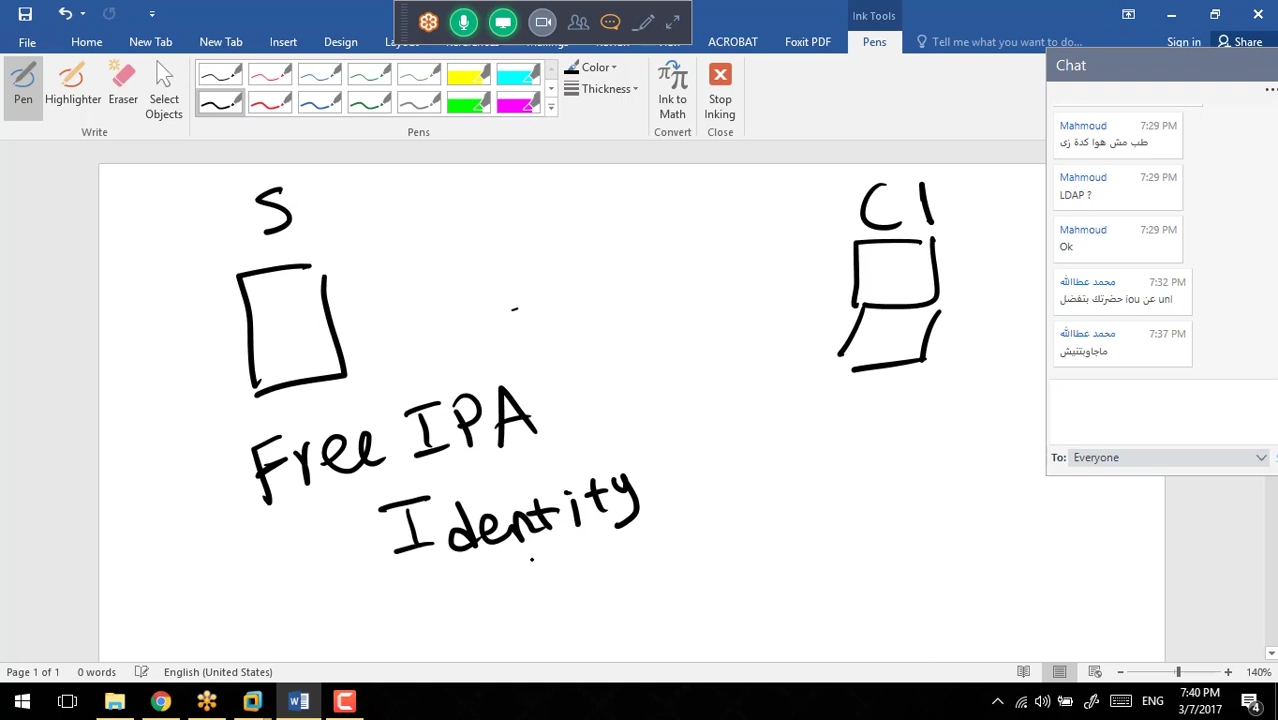 Ink Tools
File
Home
New Tab
New Tab
Insert
Design
ACROBAT
Foxit PDF
Pens
Tell me what you want to do...
Sign in
Share
Pen
Highlighter
Eraser
Select
Objects
Color
Thickness
Ink to
Math
Stop
Inking
Write
Pens
Convert
Close
Chat
Mahmoud 7:29 PM
طب مش هوا كدة زى
Mahmoud 7:29 PM
LDAP ?
Mahmoud 7:29 PM
Ok
محمد عطاالله 7:32 PM
حضرتك بتفضل iou عن uni
محمد عطاالله 7:37 PM
ماجاوبتنيش
To: Everyone
S
Cl
Free IPA
Identity
Page 1 of 1
0 words
English (United States)
140%
ENG
7:40 PM
3/7/2017
4